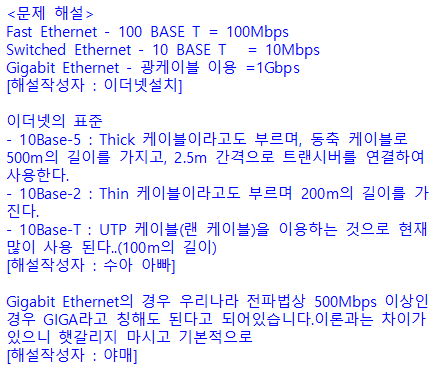 <문제 해설>
Fast Ethernet - 100 BASE T = 100Mbps
Switched Ethernet - 10 BASE T = 10Mbps
Gigabit Ethernet - 광케이블 이용 =1Gbps
[해설작성자 : 이더넷설치]
이더넷의 표준
- 10Base-5 : Thick 케이블이라고도 부르며, 동축 케이블로
500m의 길이를 가지고, 2.5m 간격으로 트랜시버를 연결하여
사용한다.
- 10Base-2 : Thin 케이블이라고도 부르며 200m의 길이를 가
진다.
- 10Base-T : UTP 케이블(랜 케이블)을 이용하는 것으로 현재
많이 사용 된다..(100m의 길이)
[해설작성자 : 수아 아빠]
Gigabit Ethernet의 경우 우리나라 전파법상 500Mbps 이상인
경우 GIGA라고 칭해도 된다고 되어있습니다.이론과는 차이가
있으니 햇갈리지 마시고 기본적으로
[해설작성자 : 야매]